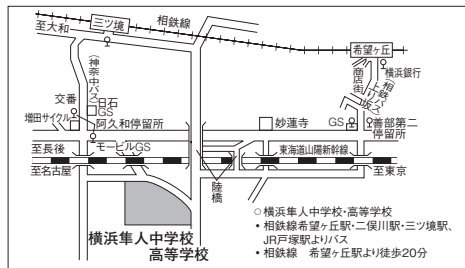 三ツ境
相鉄線
至大和
希望ヶ丘
横浜銀行
商店街
(相鉄バス)
(神奈中バス)
交番
日石
GS
増田サイクル
阿久和停留所
モービルGS
妙蓮寺
GS
善部第二
停留所
至長後
至名古屋
東海道山陽新幹線
至東京
陸橋
横浜隼人中学校
高等学校
○横浜隼人中学校・高等学校
・相鉄線希望ヶ丘駅・二俣川駅・三ツ境駅、
JR戸塚駅よりバス
・相鉄線 希望ヶ丘駅より徒歩20分